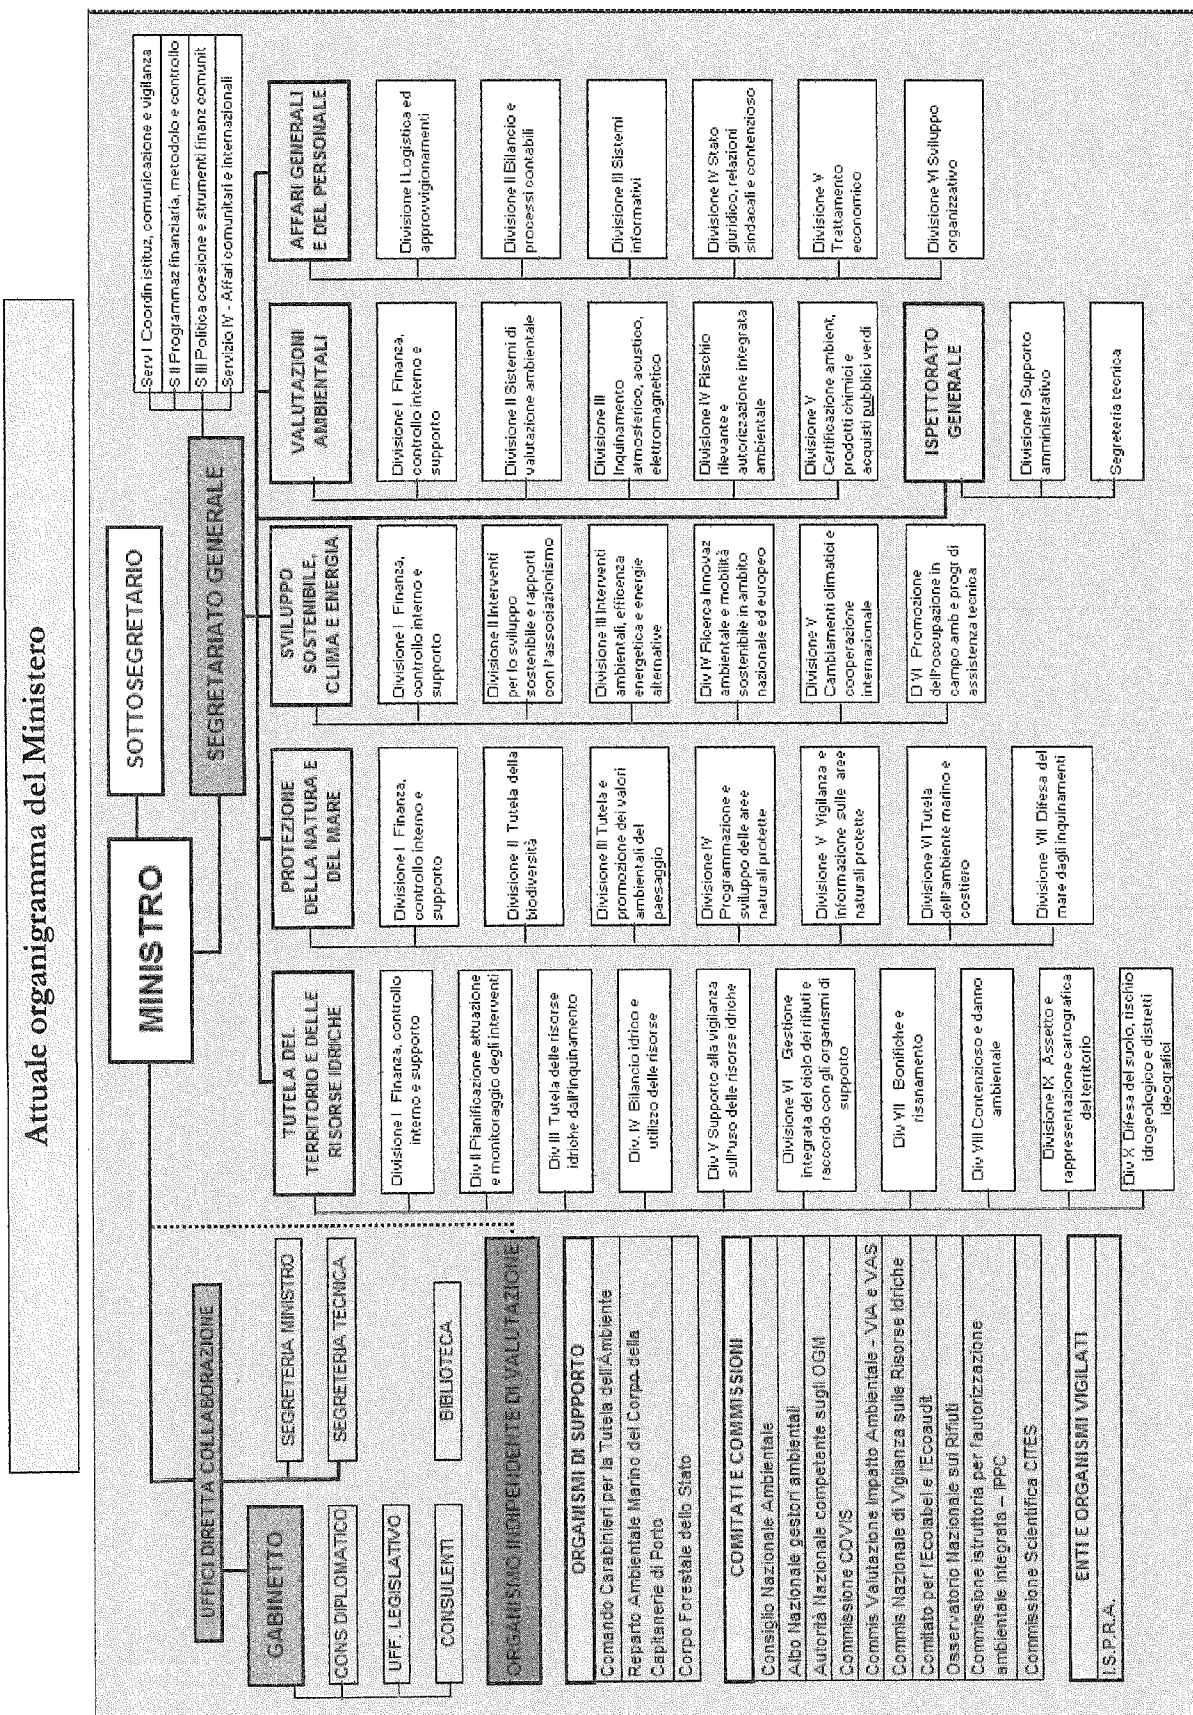 Attuale organigramma del Ministero
MINISTRO
SOTTOSEGRETARIO
SEGRETARIATO GENERALE
Serv I Coordin istituz, comunicazione e vigilanza
S II Programmaz finanziaria, metodolo e controllo
S III Politica coesione e strumenti finanz comunit
Servizio IV - Affari comunitari e internazionali
UFFICI DIRETTA COLLABORAZIONE
GABINETTO
CONS DIPLOMATICO
UFF. LEGISLATIVO
CONSULENTI
SEGRETERIA MINISTRO
SEGRETERIA TECNICA
BIBLIOTECA
ORGANISMO INDIPENDENTE DI VALUTAZIONE
ORGANISMI DI SUPPORTO
Comando Carabinieri per la Tutela dell'Ambiente
Reparto Ambientale Marino del Corpo della
Capitanerie di Porto
Corpo Forestale dello Stato
COMITATI E COMMISSIONI
Consiglio Nazionale Ambientale
Albo Nazionale gestori ambientali
Autorità Nazionale competente sugli OGM
Commissione COVIS
Commis Valutazione Impatto Ambientale - VIA e VAS
Commis Nazionale di Vigilanza sulle Risorse Idriche
Comitato per l'Ecolabel e l'Ecoaudit
Osservatorio Nazionale sui Rifiuti
Commissione istruttoria per l'autorizzazione
ambientale integrata – IPPC
Commissione Scientifica CITES
ENTI E ORGANISMI VIGILATI
I.S.P.R.A.
TUTELA DEL
TERRITORIO E DELLE
RISORSE IDRICHE
Divisione I Finanza, controllo
interno e supporto
Div II Pianificazione attuazione
e monitoraggio degli interventi
Div III Tutela delle risorse
idriche dall'inquinamento
Div. IV Bilancio idrico e
utilizzo delle risorse
Div V Supporto alla vigilanza
sull'uso delle risorse idriche
Divisione VI Gestione
integrata del ciclo dei rifiuti e
raccordo con gli organismi di
supporto
Div VII Bonifiche e
risanamento
Div VIII Contenzioso e danno
ambientale
Divisione IX Assetto e
rappresentazione cartografica
del territorio
Div X Difesa del suolo, rischio
idrogeologico e distretti
ideografici
PROTEZIONE
DELLA NATURA E
DEL MARE
Divisione I Finanza,
controllo interno e
supporto
Divisione II Tutela della
biodiversità
Divisione III Tutela e
promozione dei valori
ambientali del
paesaggio
Divisione IV
Programmazione e
sviluppo delle aree
naturali protette
Divisione V Vigilanza e
informazione sulle aree
naturali protette
Divisione VI Tutela
dell'ambiente marino e
costiero
Divisione VII Difesa del
mare dagli inquinamenti
SVILUPPO
SOSTENIBILE,
CLIMA E ENERGIA
Divisione I Finanza,
controllo interno e
supporto
Divisione II Interventi
per lo sviluppo
sostenibile e rapporti
con l'associazionismo
Divisione III Interventi
ambientali, efficenza
energetica e energie
alternative
Div IV Ricerca Innovaz
ambientale e mobilità
sostenibile in ambito
nazionale ed europeo
Divisione V
Cambiamenti climatici e
cooperazione
internazionale
D VI Promozione
dell'occupazione in
campo amb e progr di
assistenza tecnica
VALUTAZIONI
AMBIENTALI
Divisione I Finanza,
controllo interno e
supporto
Divisione II Sistemi di
valutazione ambientale
Divisione III
Inquinamento
atmosferico, acustico,
elettromagnetico
Divisione IV Rischio
rilevante e
autorizzazione integrata
ambientale
Divisione V
Certificazione ambient,
prodotti chimici e
acquisti pubblici verdi
ISPETTORATO
GENERALE
Divisione I Supporto
amministrativo
Segreteria tecnica
AFFARI GENERALI
E DEL PERSONALE
Divisione I Logistica ed
approvvigionamenti
Divisione II Bilancio e
processi contabili
Divisione III Sistemi
informativi
Divisione IV Stato
giuridico, relazioni
sindacali e contenzioso
Divisione V
Trattamento
economico
Divisione VI Sviluppo
organizzativo